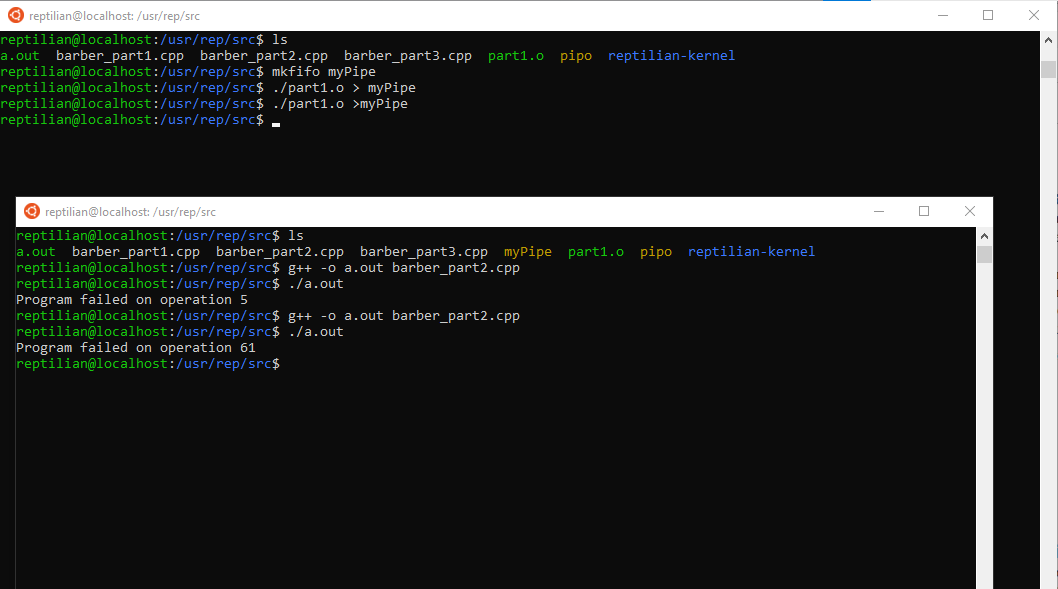 reptilian@localhost: /usr/rep/src
reptilian@localhost:/usr/rep/src$ ls
a.out  barber_part1.cpp  barber_part2.cpp  barber_part3.cpp  part1.o  pipo  reptilian-kernel
reptilian@localhost:/usr/rep/src$ mkfifo myPipe
reptilian@localhost:/usr/rep/src$ ./part1.o > myPipe
reptilian@localhost:/usr/rep/src$ ./part1.o >myPipe
reptilian@localhost:/usr/rep/src$
reptilian@localhost: /usr/rep/src
reptilian@localhost:/usr/rep/src$ ls
a.out  barber_part1.cpp  barber_part2.cpp  barber_part3.cpp  myPipe  part1.o  pipo  reptilian-kernel
reptilian@localhost:/usr/rep/src$ g++ -o a.out barber_part2.cpp
reptilian@localhost:/usr/rep/src$ ./a.out
Program failed on operation 5
reptilian@localhost:/usr/rep/src$ g++ -o a.out barber_part2.cpp
reptilian@localhost:/usr/rep/src$ ./a.out
Program failed on operation 61
reptilian@localhost:/usr/rep/src$